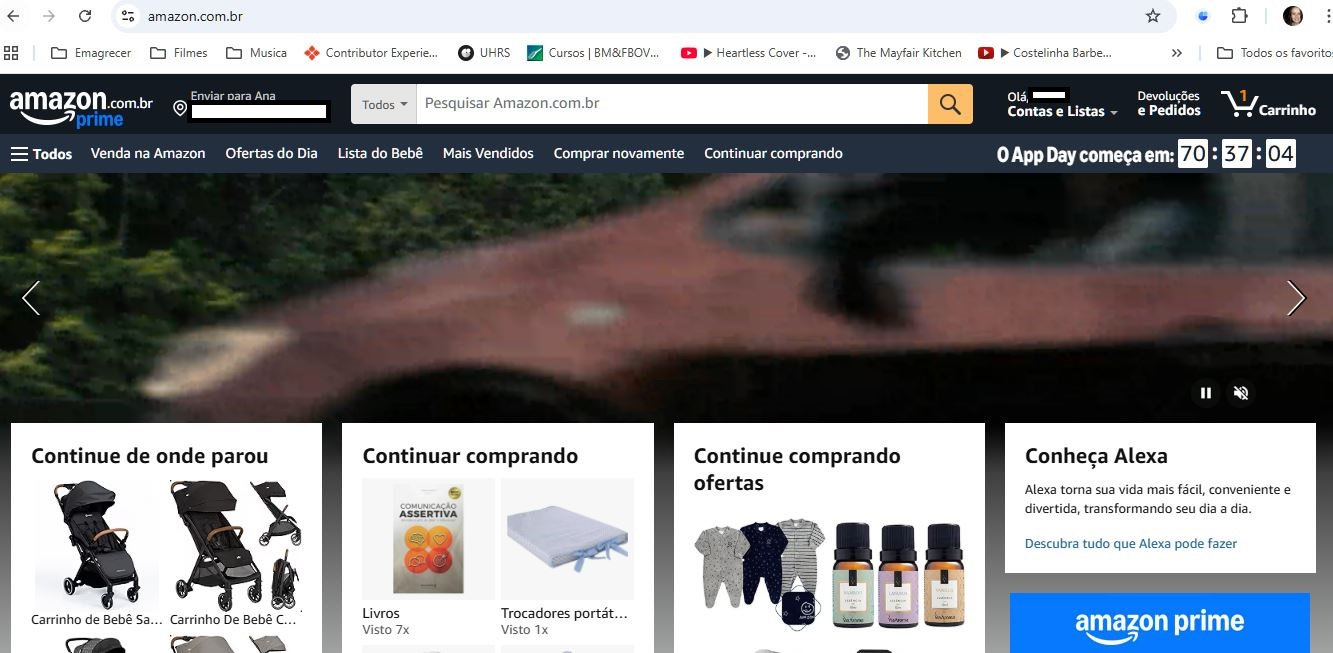 amazon.com.br
Emagrecer
Filmes
Musica
Contributor Experie...
UHRS
Cursos | BM&FBOV...
Heartless Cover -...
The Mayfair Kitchen
Costelinha Barbe...
Todos os favoritos
amazon.com.br
prime
Enviar para Ana
Todos
Pesquisar Amazon.com.br
Olá,
Contas e Listas
Devoluções
e Pedidos
1
Carrinho
Todos
Venda na Amazon
Ofertas do Dia
Lista do Bebê
Mais Vendidos
Comprar novamente
Continuar comprando
O App Day começa em: 70 : 37 : 04
Continue de onde parou
Carrinho de Bebê Sa...
Carrinho De Bebê C...
Continuar comprando
COMUNICAÇÃO
ASSERTIVA
Livros
Visto 7x
Trocadores portát...
Visto 1x
Continue comprando
ofertas
Conheça Alexa
Alexa torna sua vida mais fácil, conveniente e
divertida, transformando seu dia a dia.
Descubra tudo que Alexa pode fazer
amazon prime